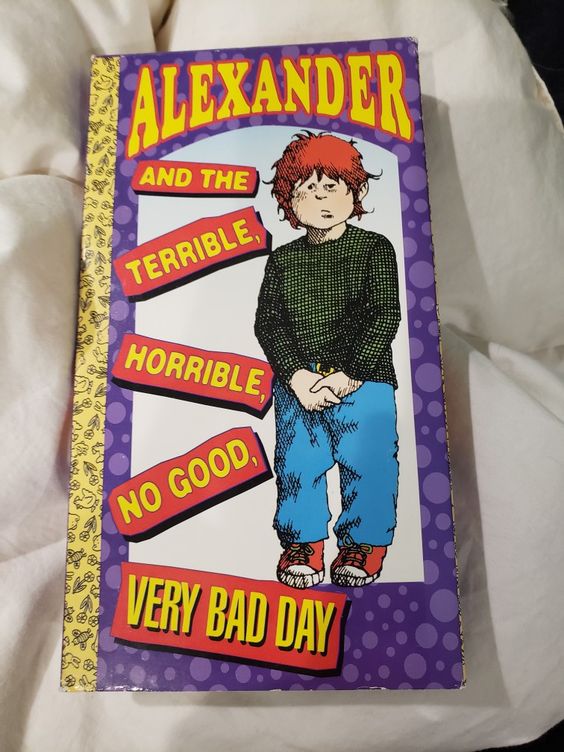 ALEXANDER
AND THE
TERRIBLE,
HORRIBLE,
NO GOOD,
VERY BAD DAY